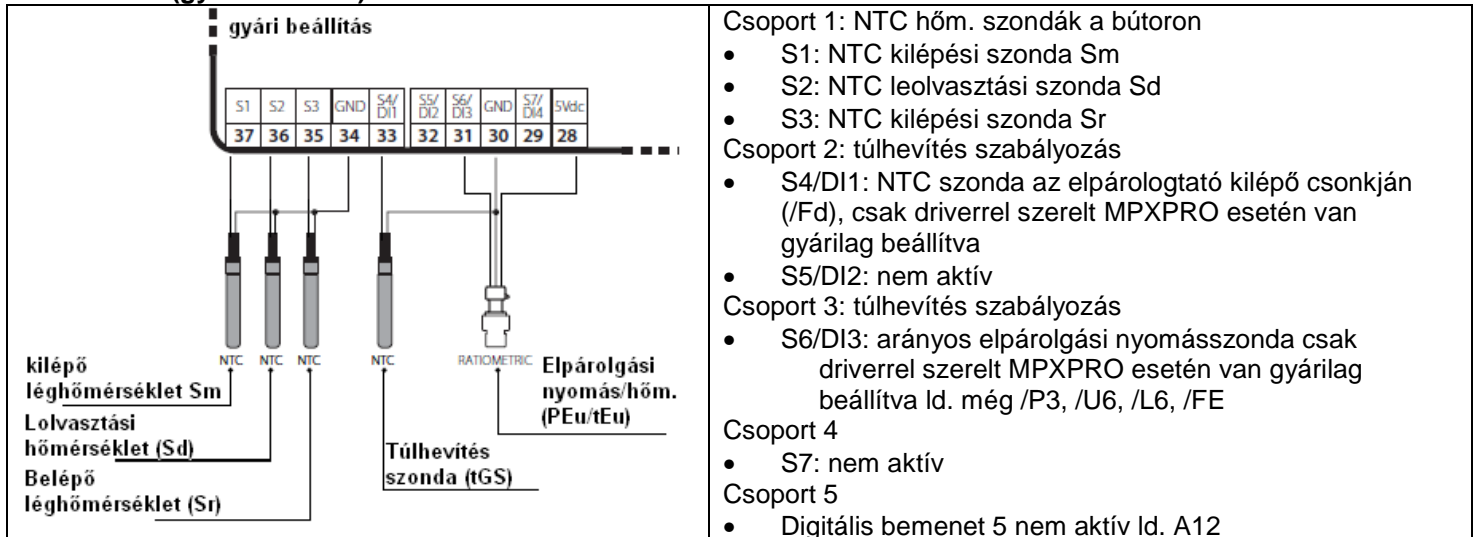 gyári beállítás
S1 S2 S3 GND S4/DI1 S5/DI2 S6/DI3 GND S7/DI4 5Vdc
37 36 35 34 33 32 31 30 29 28
NTC NTC NTC NTC RATIOMETRIC
kilépő
léghőmérséklet Sm
Lolvasztási
hőmérséklet (Sd)
Belépő
léghőmérséklet (Sr)
Túlhevítés
szonda (tGS)
Elpárolgási
nyomás/hőm.
(PEu/tEu)
Csoport 1: NTC hőm. szondák a bútoron
• S1: NTC kilépési szonda Sm
• S2: NTC leolvasztási szonda Sd
• S3: NTC kilépési szonda Sr
Csoport 2: túlhevítés szabályozás
• S4/DI1: NTC szonda az elpárologtató kilépő csonkján
(/Fd), csak driverrel szerelt MPXPRO esetén van
gyárilag beállítva
• S5/DI2: nem aktív
Csoport 3: túlhevítés szabályozás
• S6/DI3: arányos elpárolgási nyomásszonda csak
driverrel szerelt MPXPRO esetén van gyárilag
beállítva ld. még /P3, /U6, /L6, /FE
Csoport 4
• S7: nem aktív
Csoport 5
• Digitális bemenet 5 nem aktív ld. A12